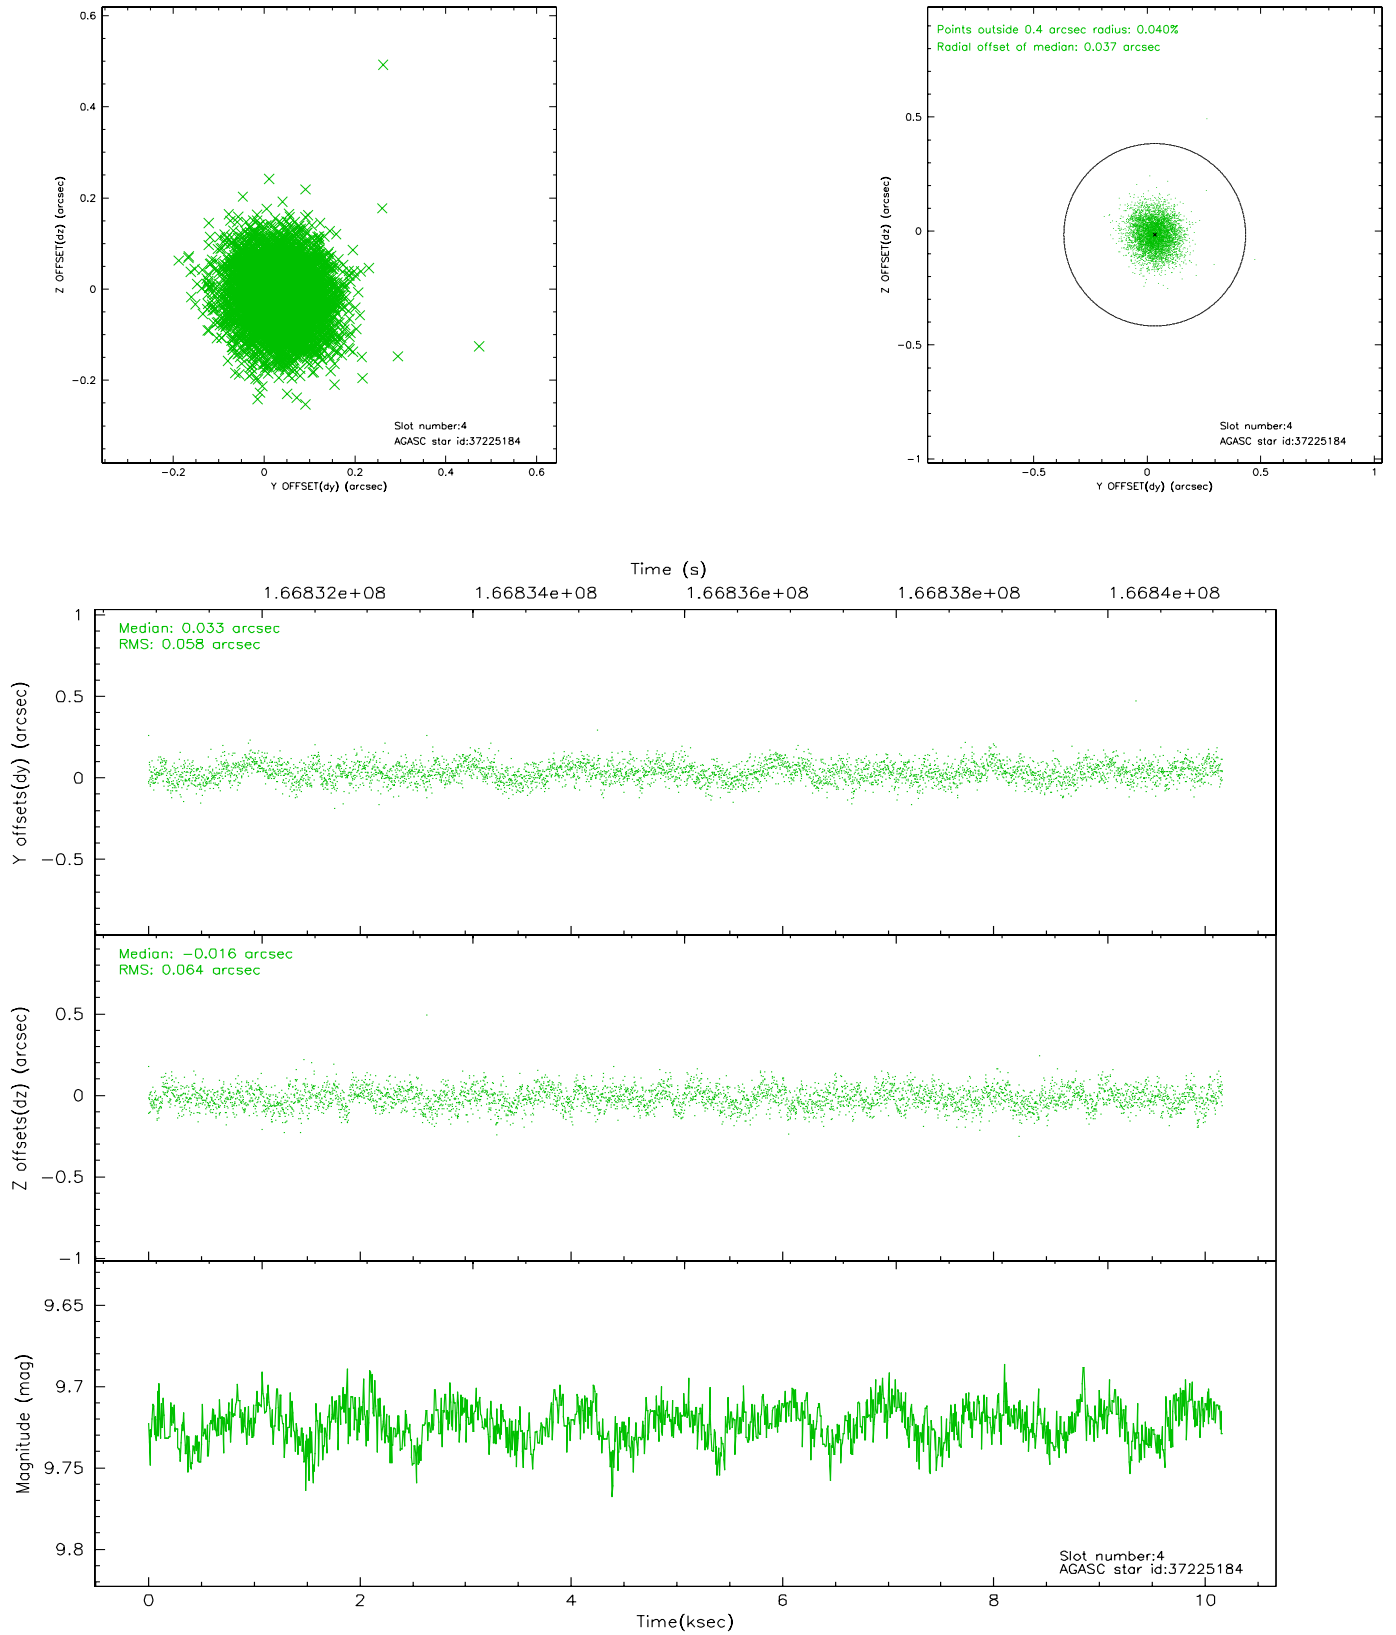 0.6
0.4
0.2
0
−0.2
Z OFFSET(dz) (arcsec)
Slot number:4
AGASC star id:37225184
−0.2 0 0.2 0.4 0.6
Y OFFSET(dy) (arcsec)
Points outside 0.4 arcsec radius: 0.040%
Radial offset of median: 0.037 arcsec
0.5
0
−0.5
−1
Z OFFSET(dz) (arcsec)
Slot number:4
AGASC star id:37225184
−0.5 0 0.5 1
Y OFFSET(dy) (arcsec)
Time (s)
1.66832e+08 1.66834e+08 1.66836e+08 1.66838e+08 1.6684e+08
Median: 0.033 arcsec
RMS: 0.058 arcsec
1
0.5
0
−0.5
Y offsets(dy) (arcsec)
Median: −0.016 arcsec
RMS: 0.064 arcsec
0.5
0
−0.5
−1
Z offsets(dz) (arcsec)
9.65
9.7
9.75
9.8
Magnitude (mag)
Slot number:4
AGASC star id:37225184
0 2 4 6 8 10
Time(ksec)